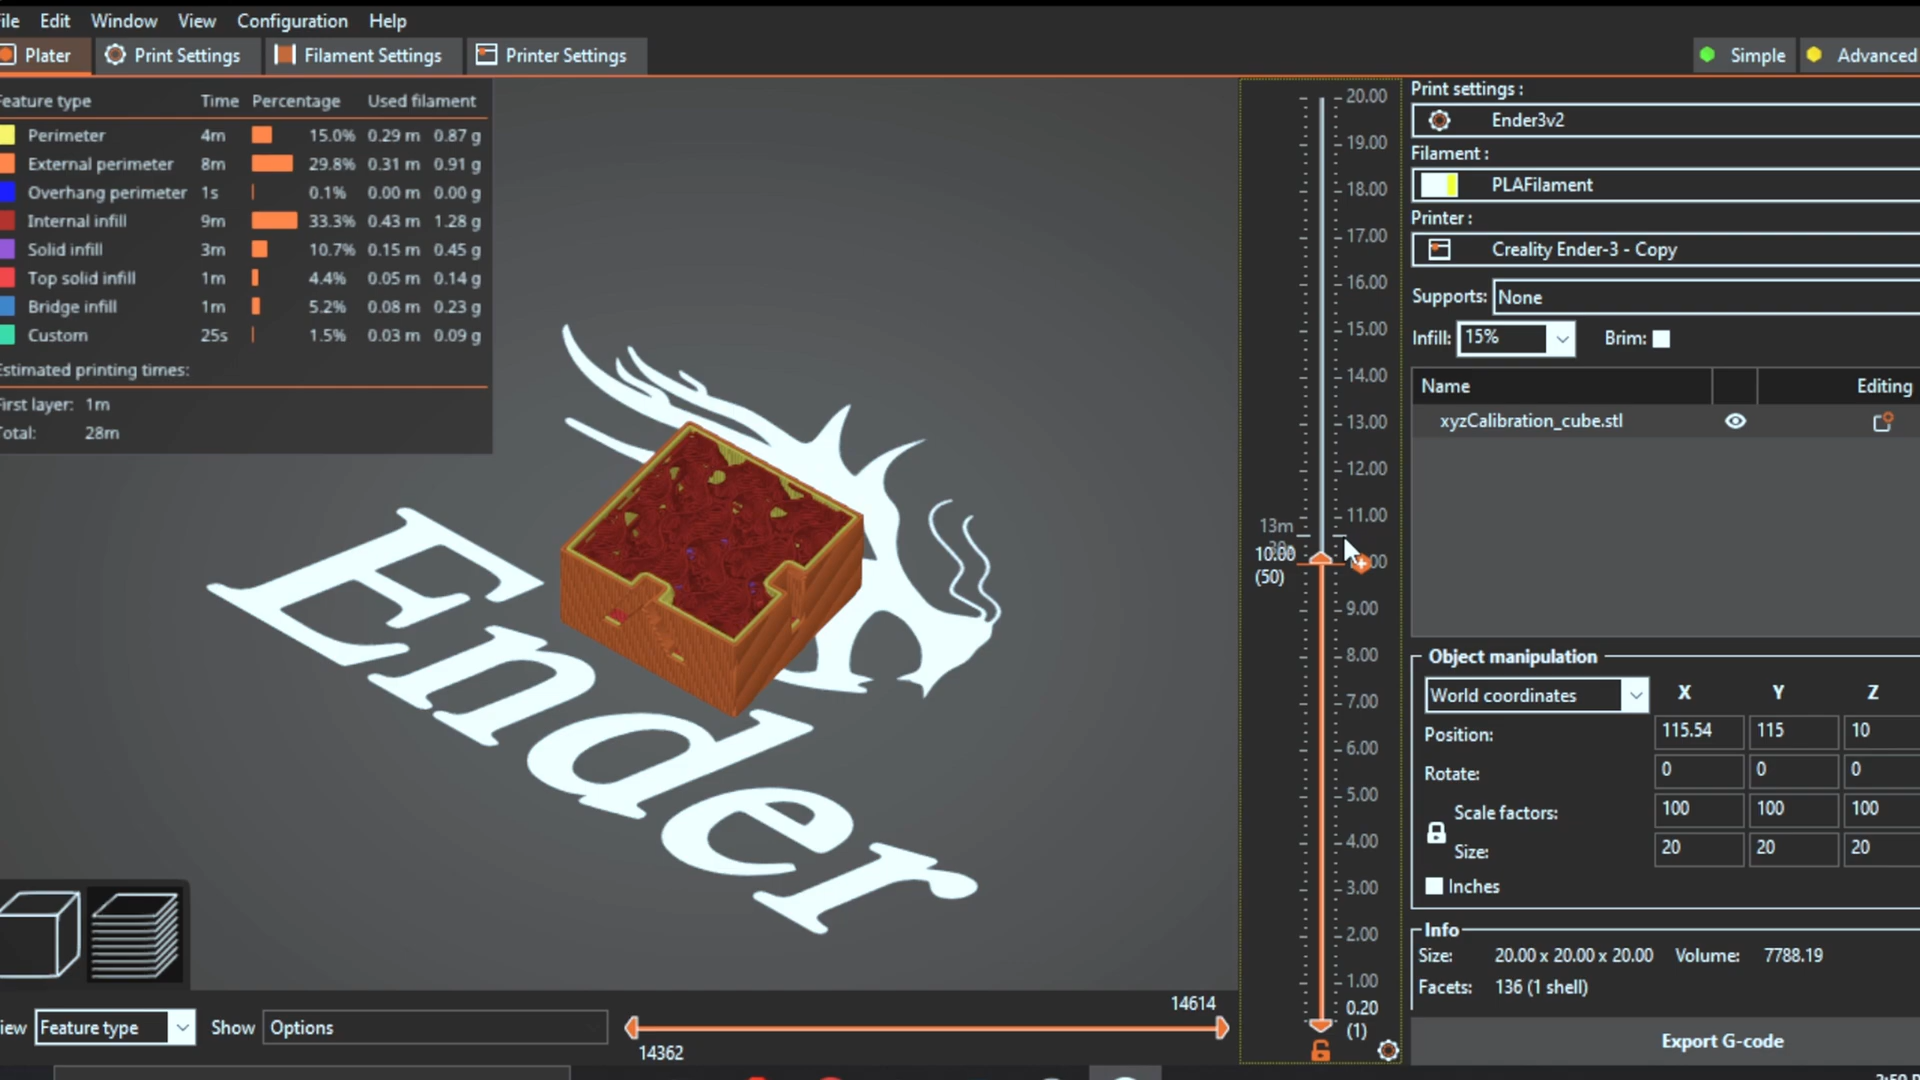 ile Edit Window View Configuration Help
Plater Print Settings Filament Settings Printer Settings Simple Advanced
Feature type Time Percentage Used filament
Perimeter 4m 15.0% 0.29 m 0.87 g
External perimeter 8m 29.8% 0.31 m 0.91 g
Overhang perimeter 1s 0.1% 0.00 m 0.00 g
Internal infill 9m 33.3% 0.43 m 1.28 g
Solid infill 3m 10.7% 0.15 m 0.45 g
Top solid infill 1m 4.4% 0.05 m 0.14 g
Bridge infill 1m 5.2% 0.08 m 0.23 g
Custom 25s 1.5% 0.03 m 0.09 g
Estimated printing times:
First layer: 1m
Total: 28m
Ender
20.00
19.00
18.00
17.00
16.00
15.00
14.00
13.00
12.00
11.00
13m
10.00
(50)
9.00
8.00
7.00
6.00
5.00
4.00
3.00
2.00
1.00
0.20
(1)
Print settings :
Ender3v2
Filament :
PLAFilament
Printer :
Creality Ender-3 - Copy
Supports: None
Infill: 15% Brim:
Name Editing
xyzCalibration_cube.stl
Object manipulation
World coordinates X Y Z
Position: 115.54 115 10
Rotate: 0 0 0
Scale factors: 100 100 100
Size: 20 20 20
Inches
Info
Size: 20.00 x 20.00 x 20.00 Volume: 7788.19
Facets: 136 (1 shell)
Export G-code
iew Feature type Show Options
14614
14362